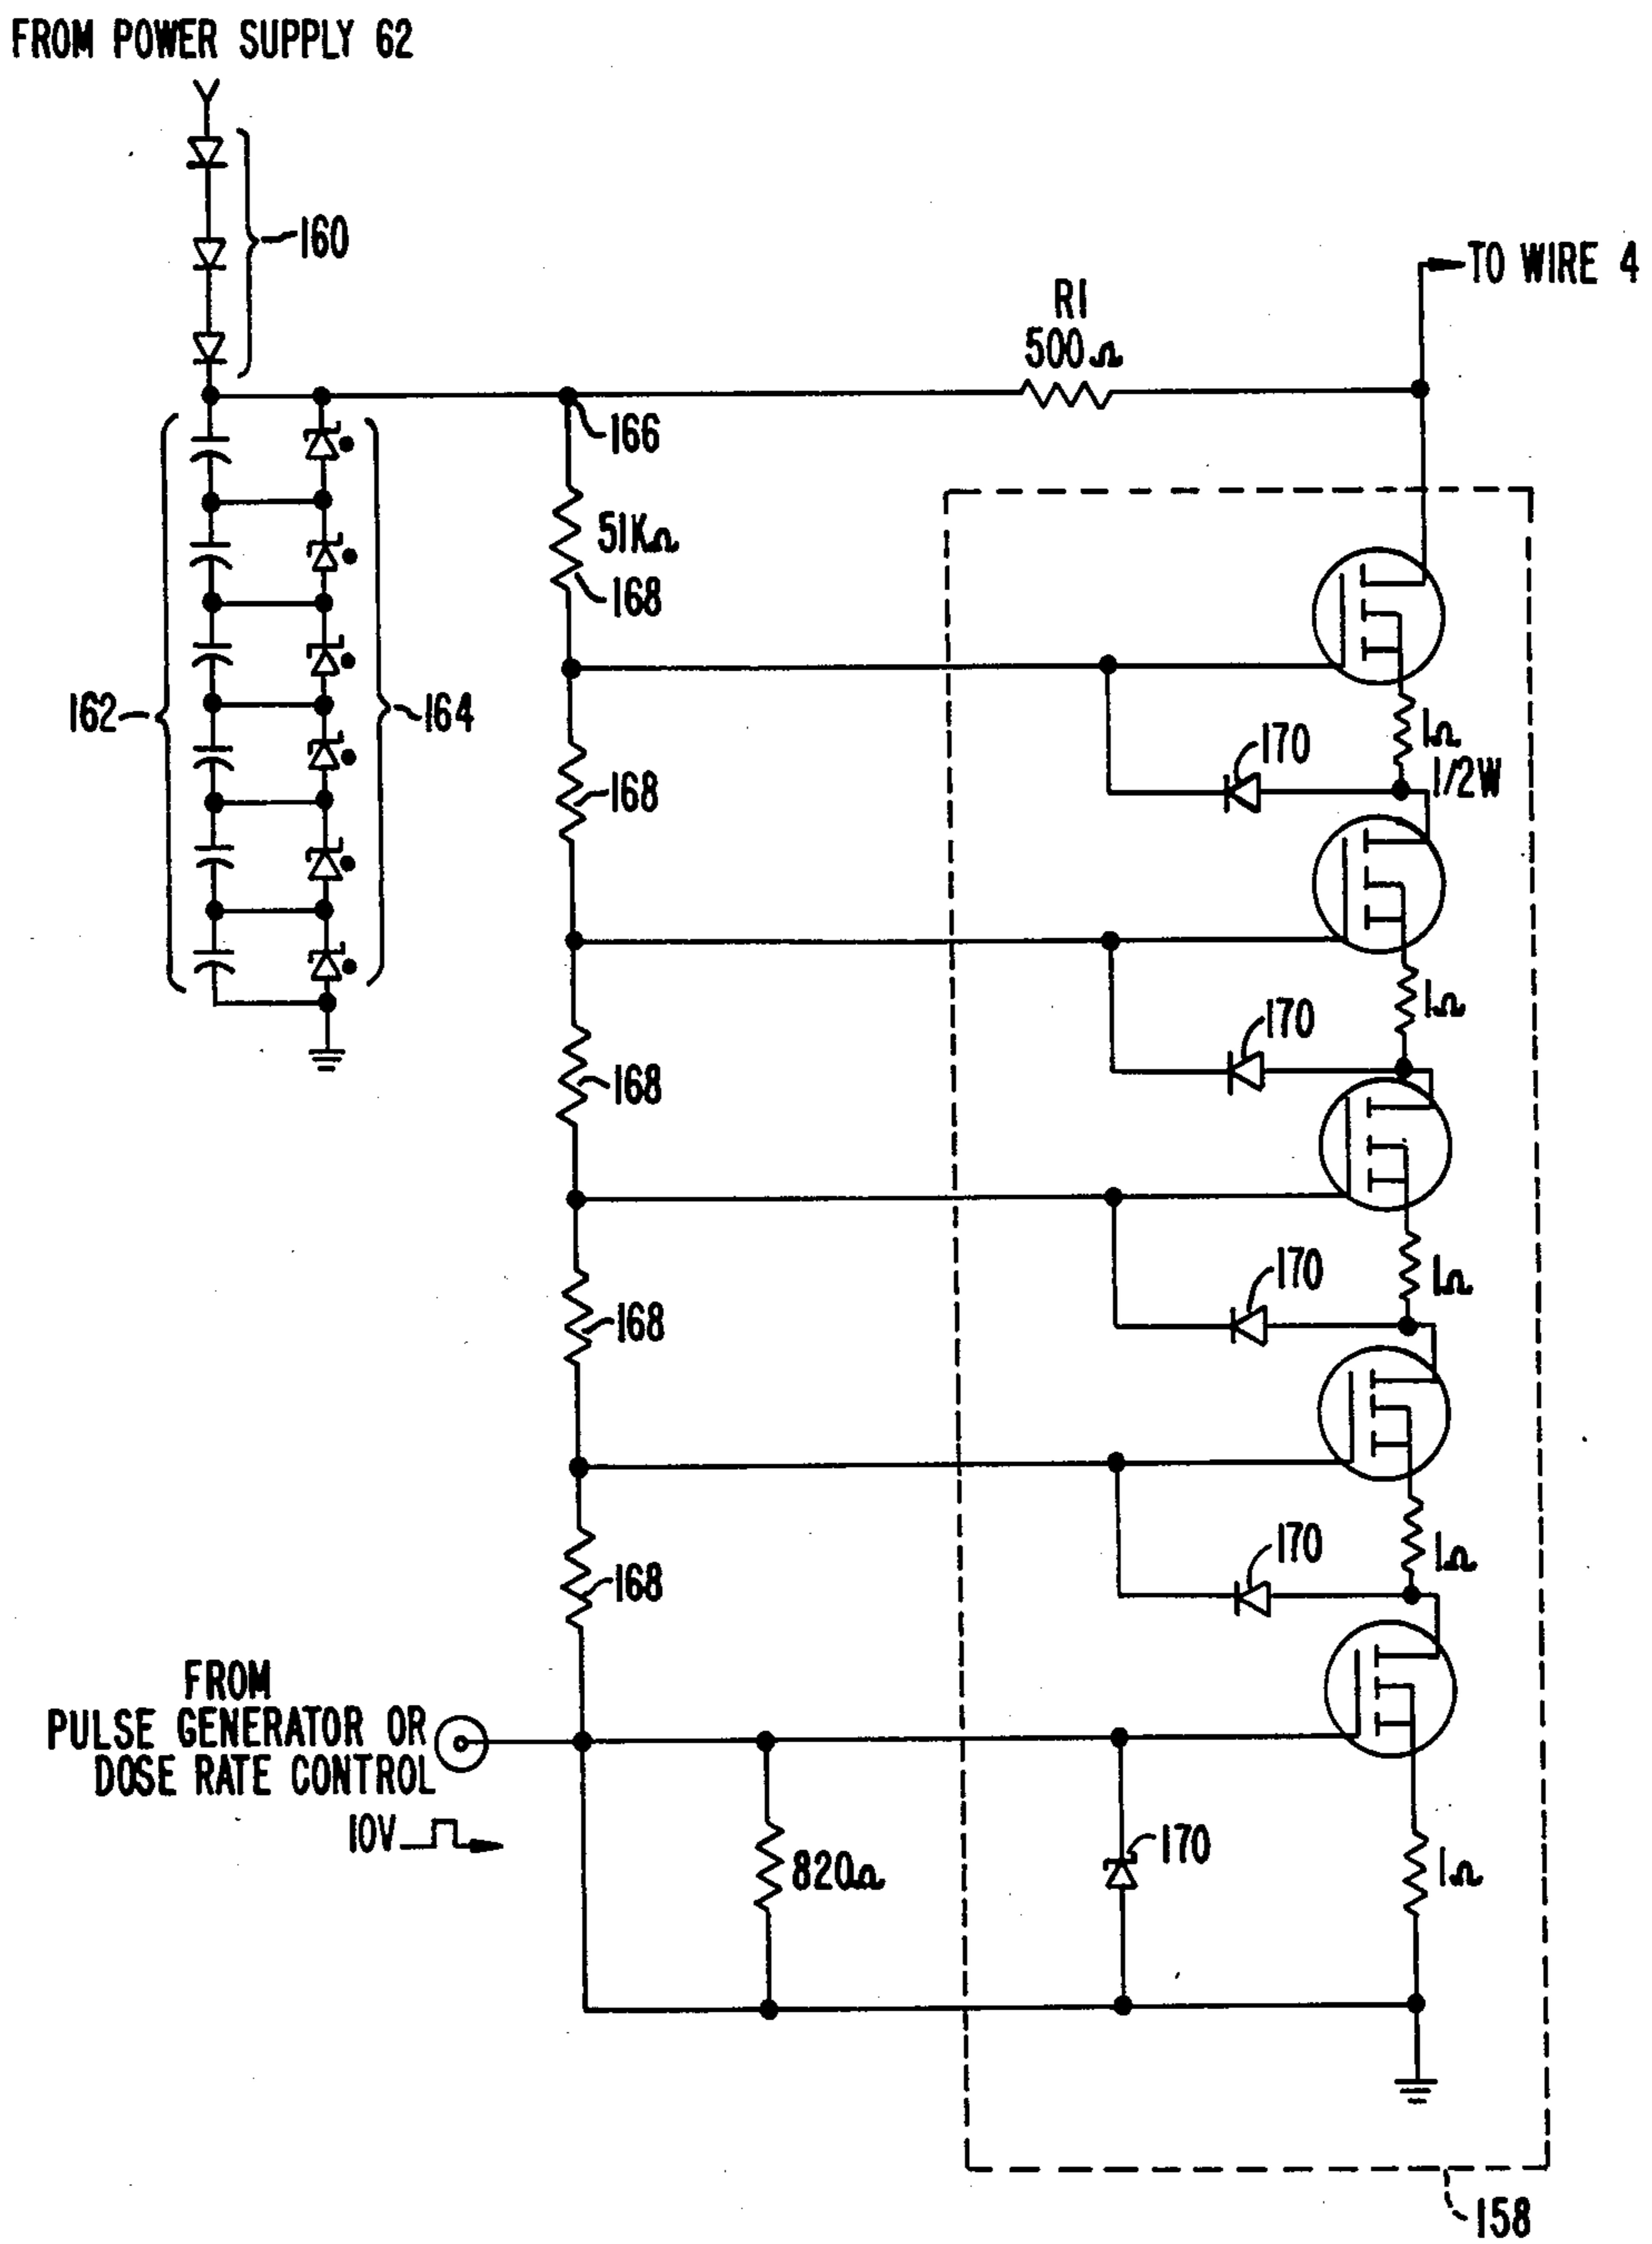 FROM POWER SUPPLY 62
160
TO WIRE 4
R1
500Ω
166
51KΩ
168
162
164
1Ω
1/2W
170
168
1Ω
170
168
1Ω
170
168
1Ω
170
168
FROM
PULSE GENERATOR OR
DOSE RATE CONTROL
10V
820Ω
170
1Ω
158